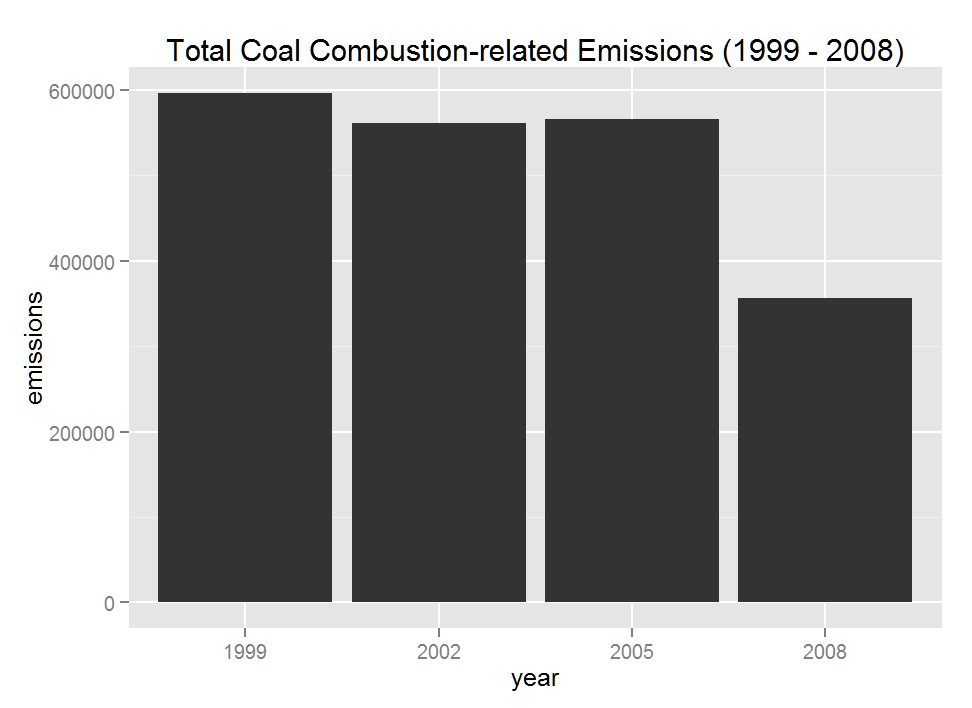 Total Coal Combustion-related Emissions (1999 - 2008)
600000
400000
200000
0
emissions
1999 2002 2005 2008
year